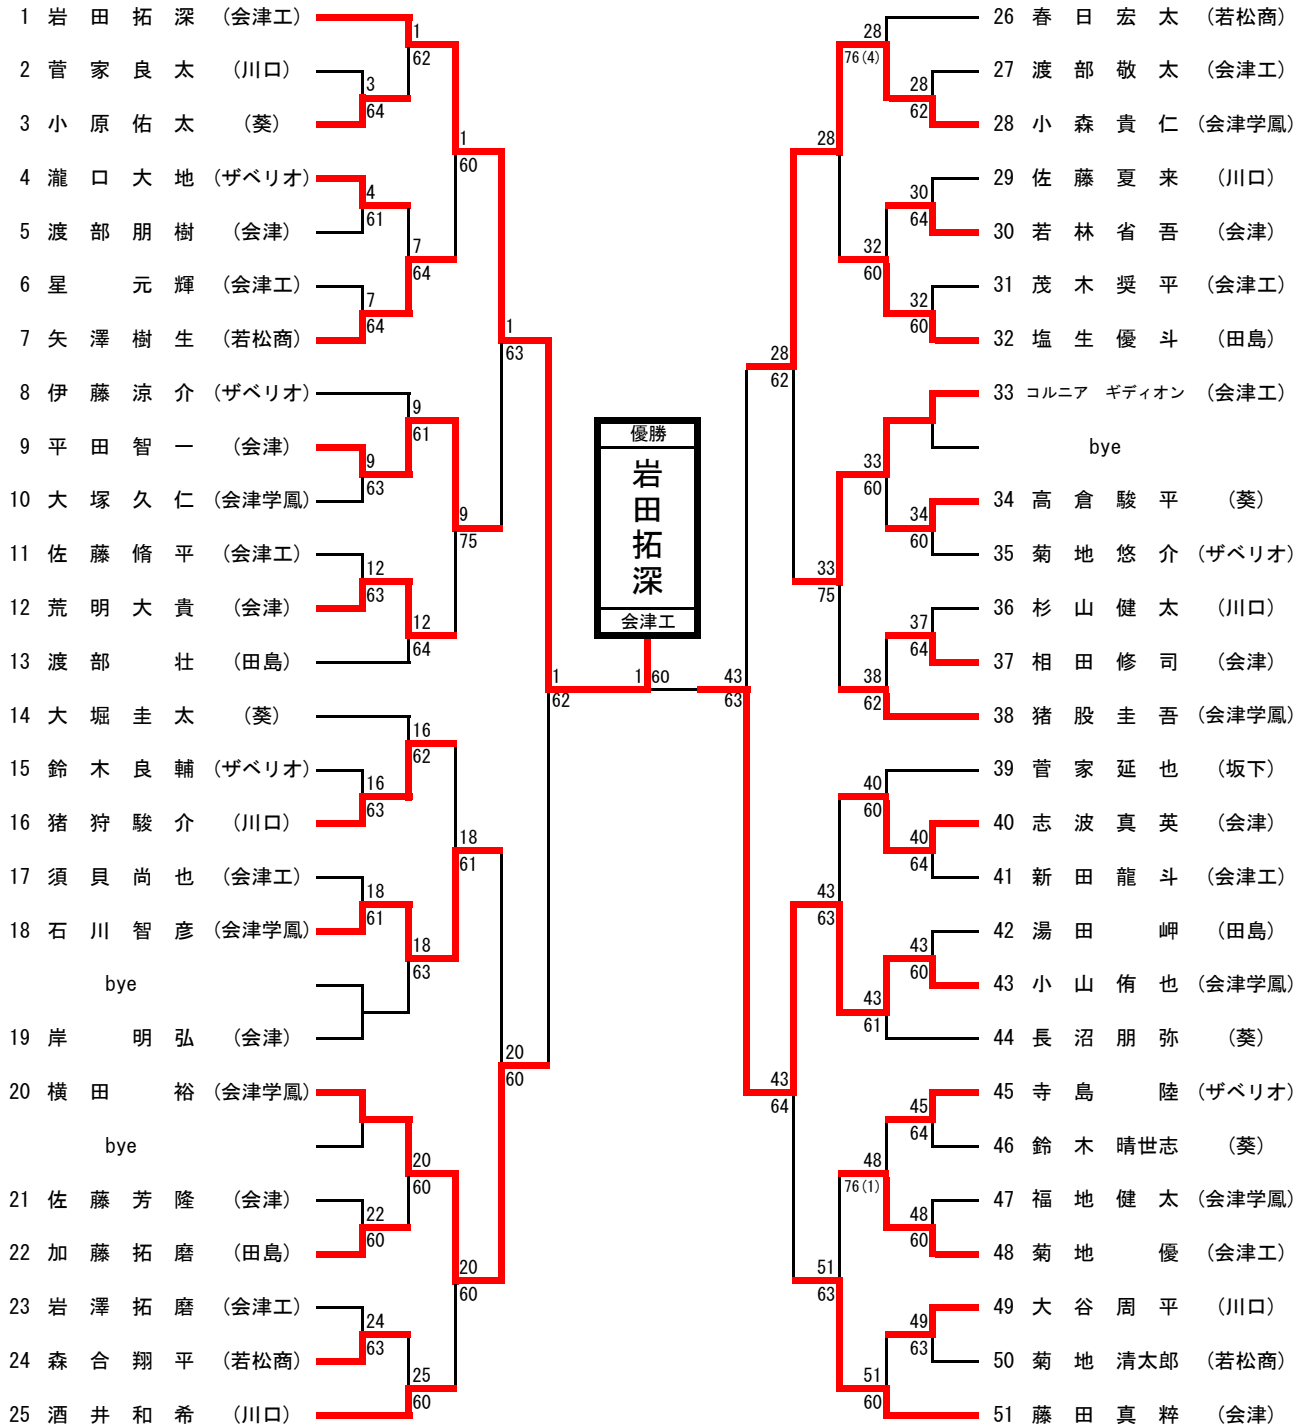 1 岩田拓深 (会津工)
2 菅家良太 (川口)
3 小原佑太 (葵)
4 瀧口大地 (ザベリオ)
5 渡部朋樹 (会津)
6 星元輝 (会津工)
7 矢澤樹生 (若松商)
8 伊藤涼介 (ザベリオ)
9 平田智一 (会津)
10 大塚久仁 (会津学鳳)
11 佐藤脩平 (会津工)
12 荒明大貴 (会津)
13 渡部壮 (田島)
14 大堀圭太 (葵)
15 鈴木良輔 (ザベリオ)
16 猪狩駿介 (川口)
17 須貝尚也 (会津工)
18 石川智彦 (会津学鳳)
bye
19 岸明弘 (会津)
20 横田裕 (会津学鳳)
bye
21 佐藤芳隆 (会津)
22 加藤拓磨 (田島)
23 岩澤拓磨 (会津工)
24 森合翔平 (若松商)
25 酒井和希 (川口)
3
64
4
61
7
64
9
63
12
63
16
63
18
61
22
60
24
63
1
62
7
64
9
61
12
64
16
62
18
63
20
60
25
60
1
60
9
75
18
61
20
60
1
63
20
60
1
62
優勝
岩田拓深
会津工
1 60
43
63
28
62
43
64
28
33
75
43
63
51
63
28
76(4)
32
60
33
60
38
62
40
60
43
61
48
76(1)
51
60
28
62
30
64
32
60
34
60
37
64
40
64
43
60
45
64
48
60
49
63
26 春日宏太 (若松商)
27 渡部敬太 (会津工)
28 小森貴仁 (会津学鳳)
29 佐藤夏来 (川口)
30 若林省吾 (会津)
31 茂木奨平 (会津工)
32 塩生優斗 (田島)
33 コルニア ギディオン (会津工)
bye
34 高倉駿平 (葵)
35 菊地悠介 (ザベリオ)
36 杉山健太 (川口)
37 相田修司 (会津)
38 猪股圭吾 (会津学鳳)
39 菅家延也 (坂下)
40 志波真英 (会津)
41 新田龍斗 (会津工)
42 湯田岬 (田島)
43 小山侑也 (会津学鳳)
44 長沼朋弥 (葵)
45 寺島陸 (ザベリオ)
46 鈴木晴世志 (葵)
47 福地健太 (会津学鳳)
48 菊地優 (会津工)
49 大谷周平 (川口)
50 菊地清太郎 (若松商)
51 藤田真粋 (会津)